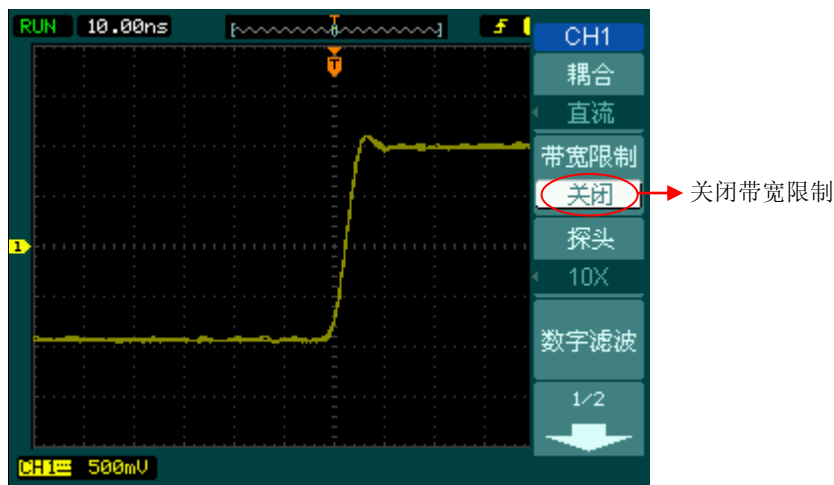 RUN 10.00ns T CH1
耦合
T
直流
带宽限制
关闭 关闭带宽限制
探头
1
10X
数字滤波
1/2
CH1 500mV